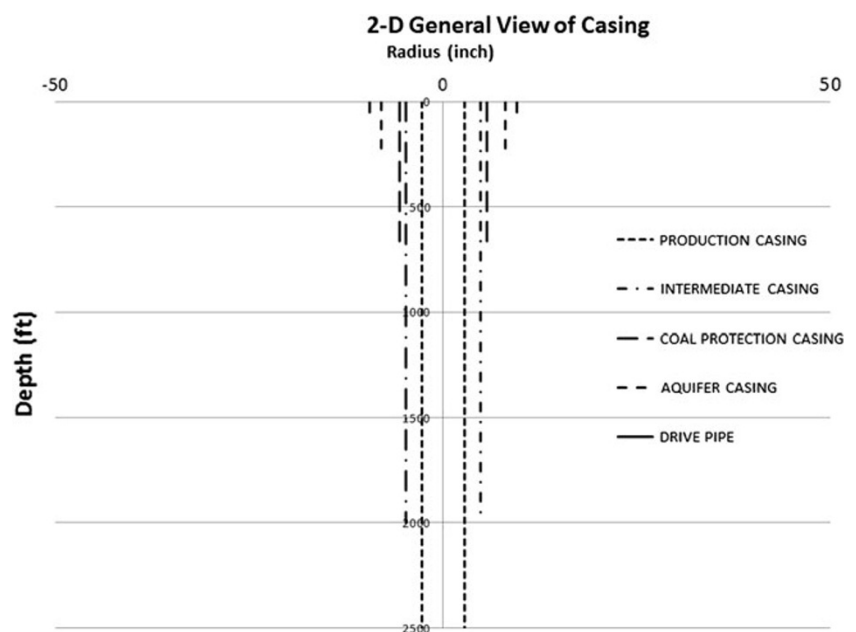 2-D General View of Casing
Radius (inch)
-50 0 50
0
500
1000
1500
2000
2500
Depth (ft)
PRODUCTION CASING
INTERMEDIATE CASING
COAL PROTECTION CASING
AQUIFER CASING
DRIVE PIPE